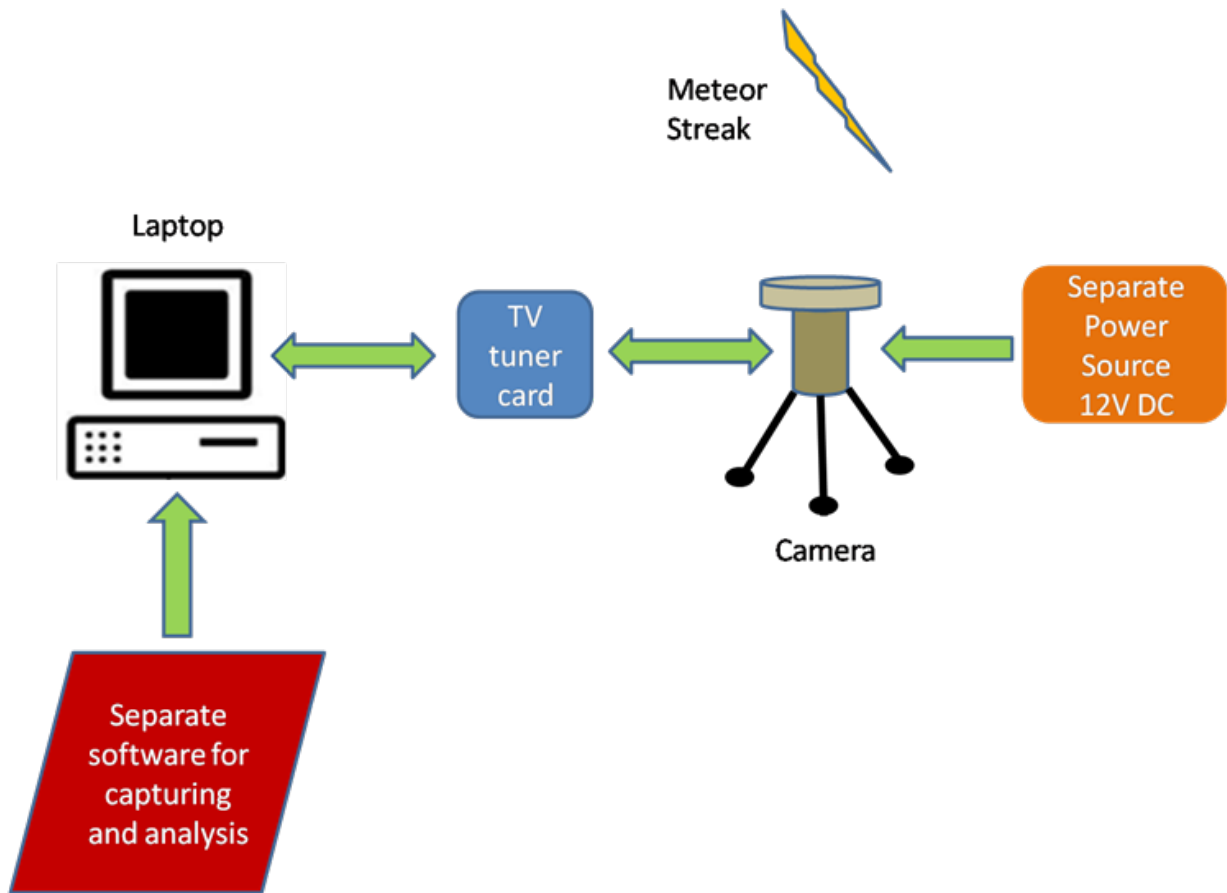 Meteor
Streak
Laptop
TV
tuner
card
Separate
Power
Source
12V DC
Camera
Separate
software for
capturing
and analysis